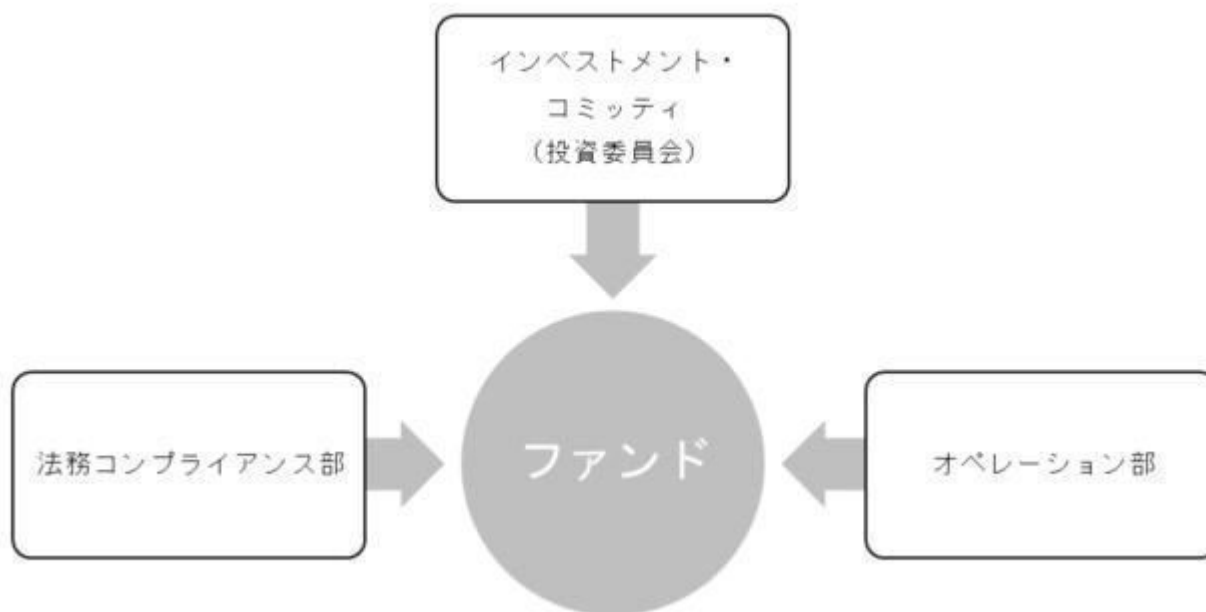 インベストメント・
コミッティ
（投資委員会）
法務コンプライアンス部
ファンド
オペレーション部